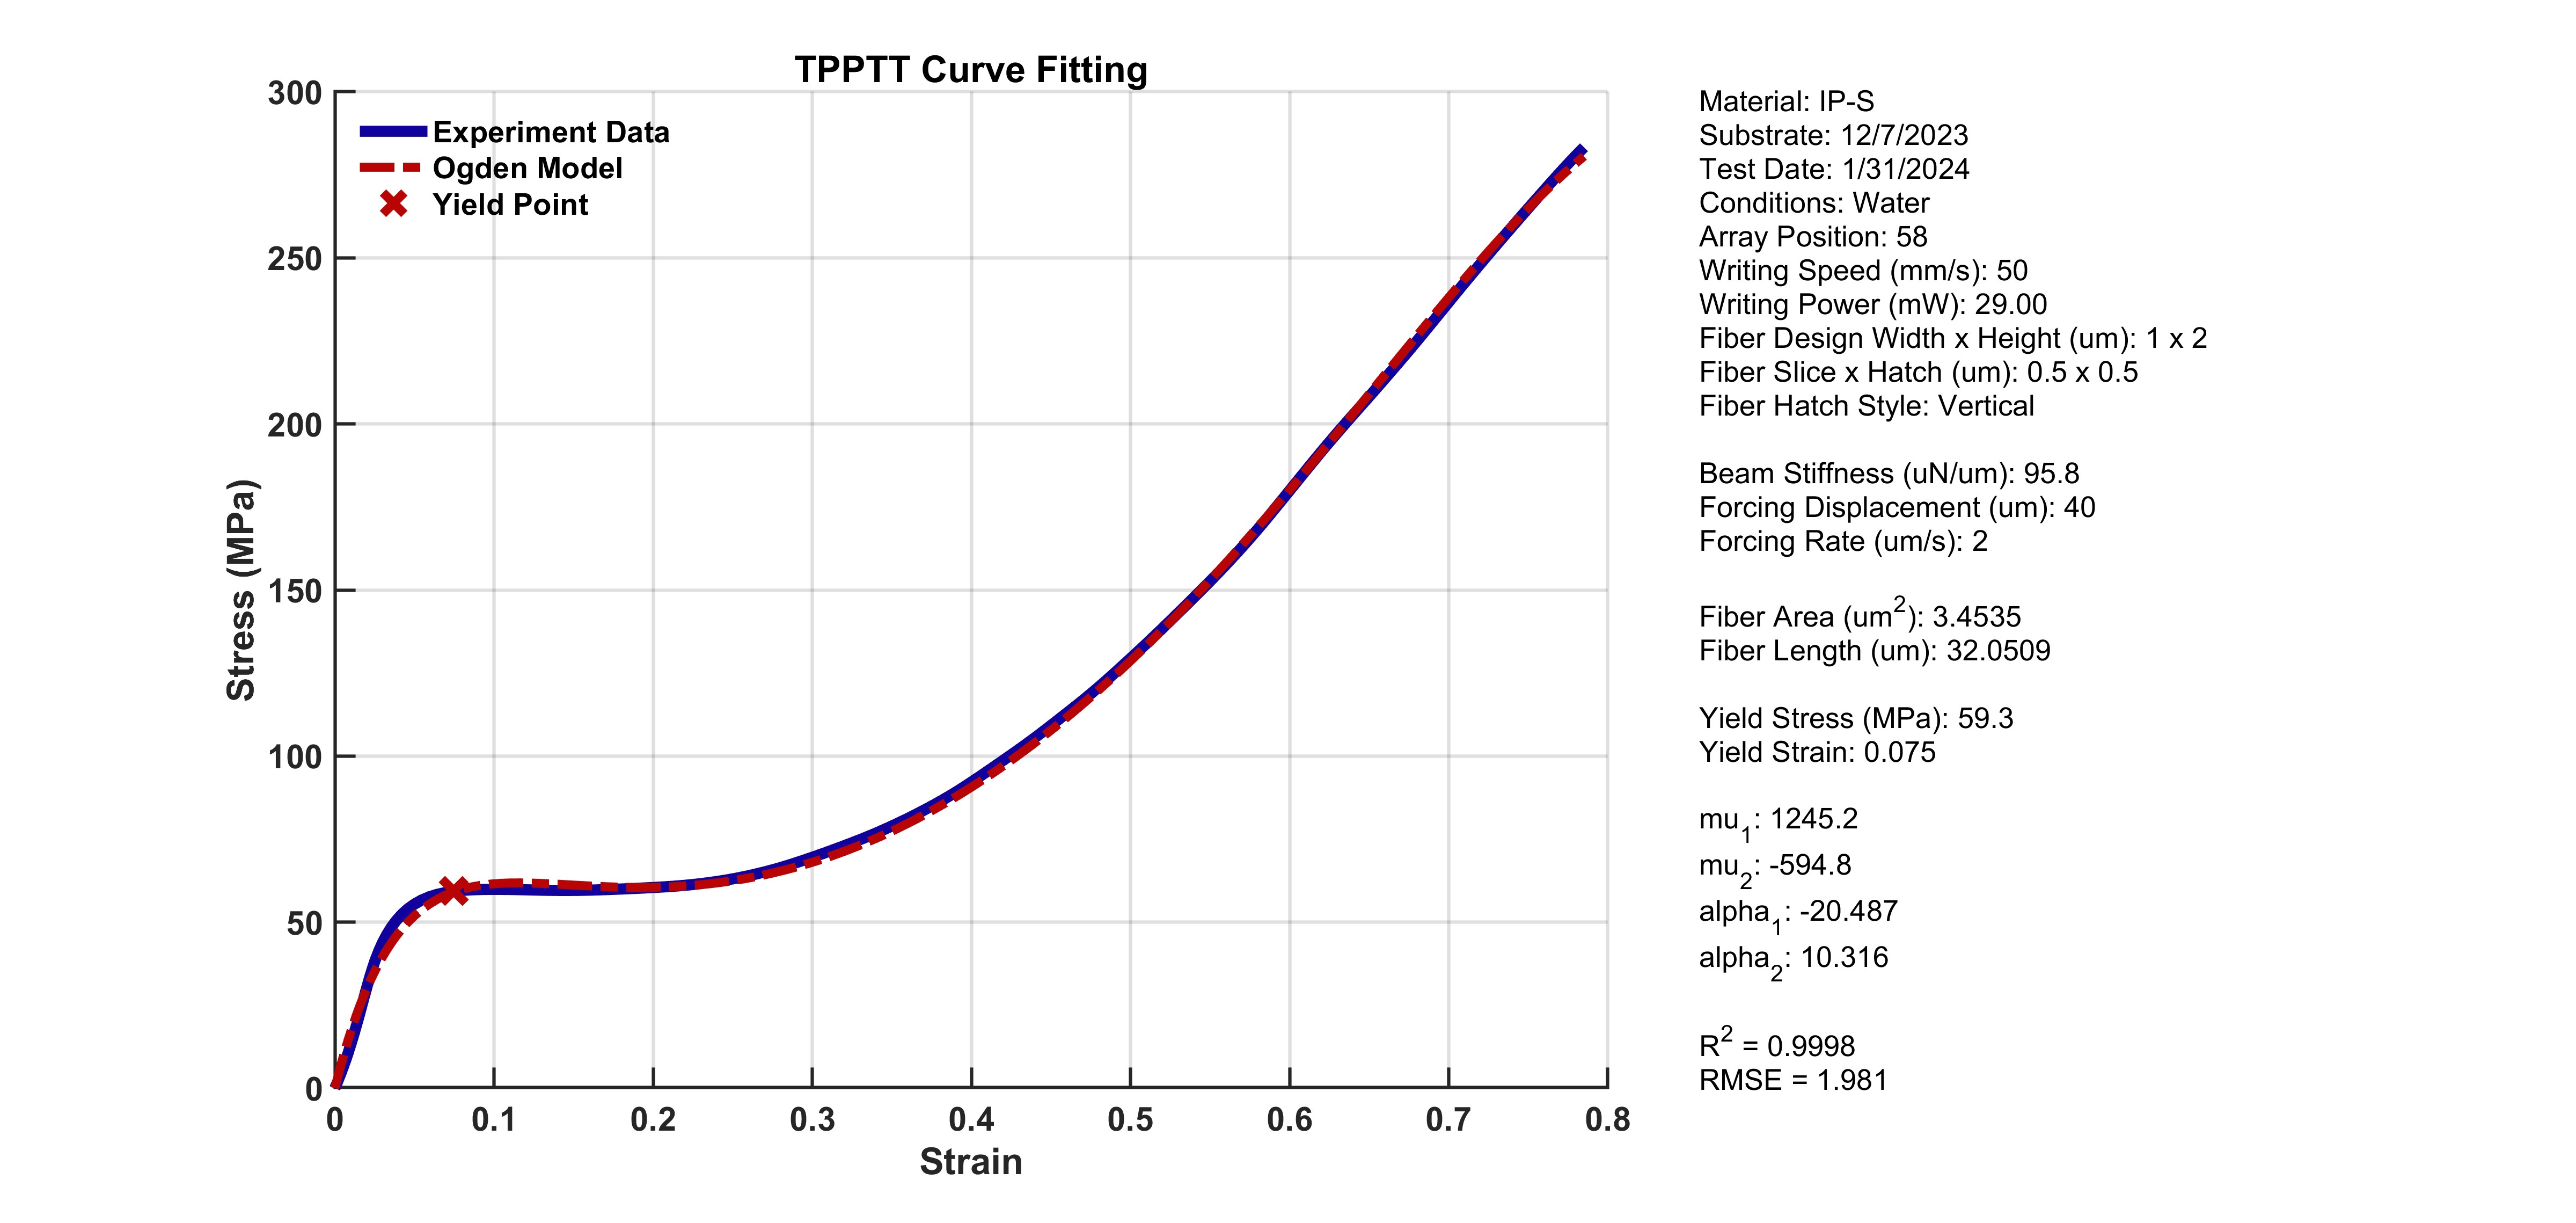 TPPTT Curve Fitting
300
250
200
150
100
50
0
Stress (MPa)
Experiment Data
Ogden Model
Yield Point
0 0.1 0.2 0.3 0.4 0.5 0.6 0.7 0.8
Strain
Material: IP-S
Substrate: 12/7/2023
Test Date: 1/31/2024
Conditions: Water
Array Position: 58
Writing Speed (mm/s): 50
Writing Power (mW): 29.00
Fiber Design Width x Height (um): 1 x 2
Fiber Slice x Hatch (um): 0.5 x 0.5
Fiber Hatch Style: Vertical
Beam Stiffness (uN/um): 95.8
Forcing Displacement (um): 40
Forcing Rate (um/s): 2
Fiber Area (um²): 3.4535
Fiber Length (um): 32.0509
Yield Stress (MPa): 59.3
Yield Strain: 0.075
mu₁: 1245.2
mu₂: -594.8
alpha₁: -20.487
alpha₂: 10.316
R² = 0.9998
RMSE = 1.981